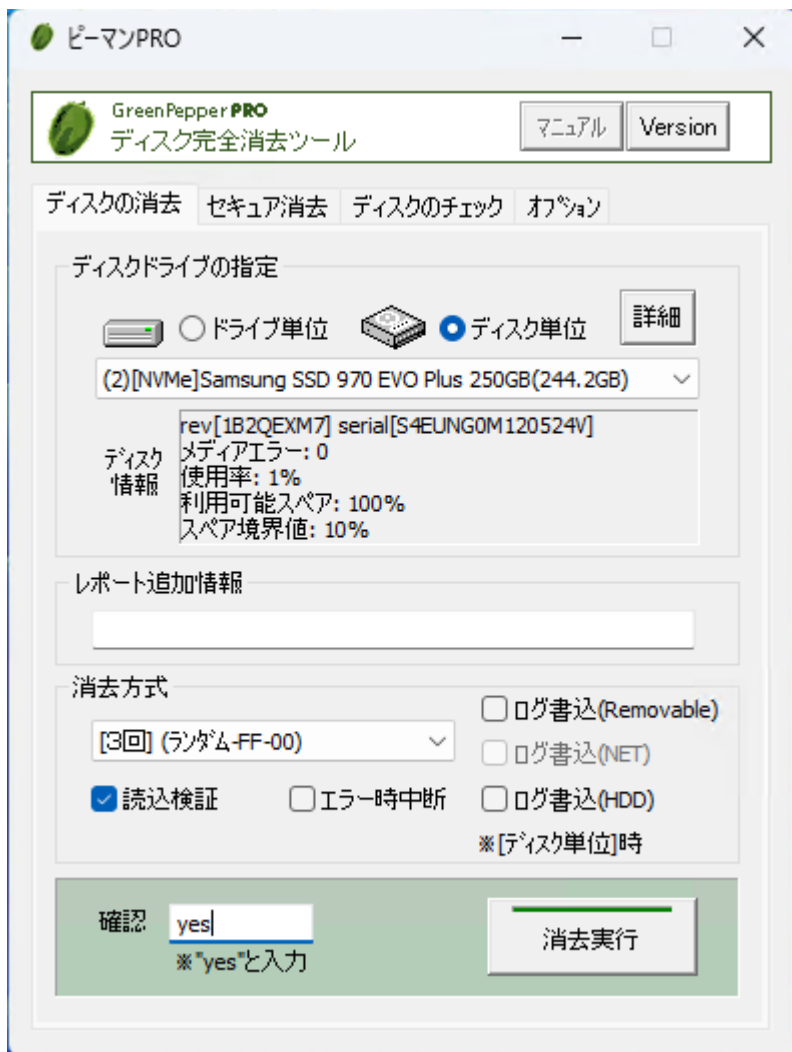 ピーマンPRO
GreenPepper PRO
ディスク完全消去ツール
マニュアル
Version
ディスクの消去
セキュア消去
ディスクのチェック
オプション
ディスクドライブの指定
ドライブ単位
ディスク単位
詳細
(2)[NVMe]Samsung SSD 970 EVO Plus 250GB(244.2GB)
ディスク
情報
rev[1B2QEXM7] serial[S4EUNG0M120524V]
メディアエラー: 0
使用率: 1%
利用可能スペア: 100%
スペア境界値: 10%
レポート追加情報
消去方式
[3回] (ランダム-FF-00)
ログ書込(Removable)
ログ書込(NET)
読込検証
エラー時中断
ログ書込(HDD)
※[ディスク単位]時
確認
yes
※"yes"と入力
消去実行